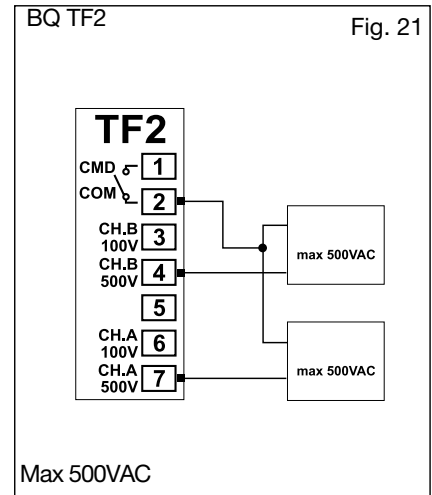 BQ TF2
Fig. 21
TF2
CMD 1
COM 2
CH.B
100V 3
CH.B
500V 4
5
CH.A
100V 6
CH.A
500V 7
max 500VAC
max 500VAC
Max 500VAC